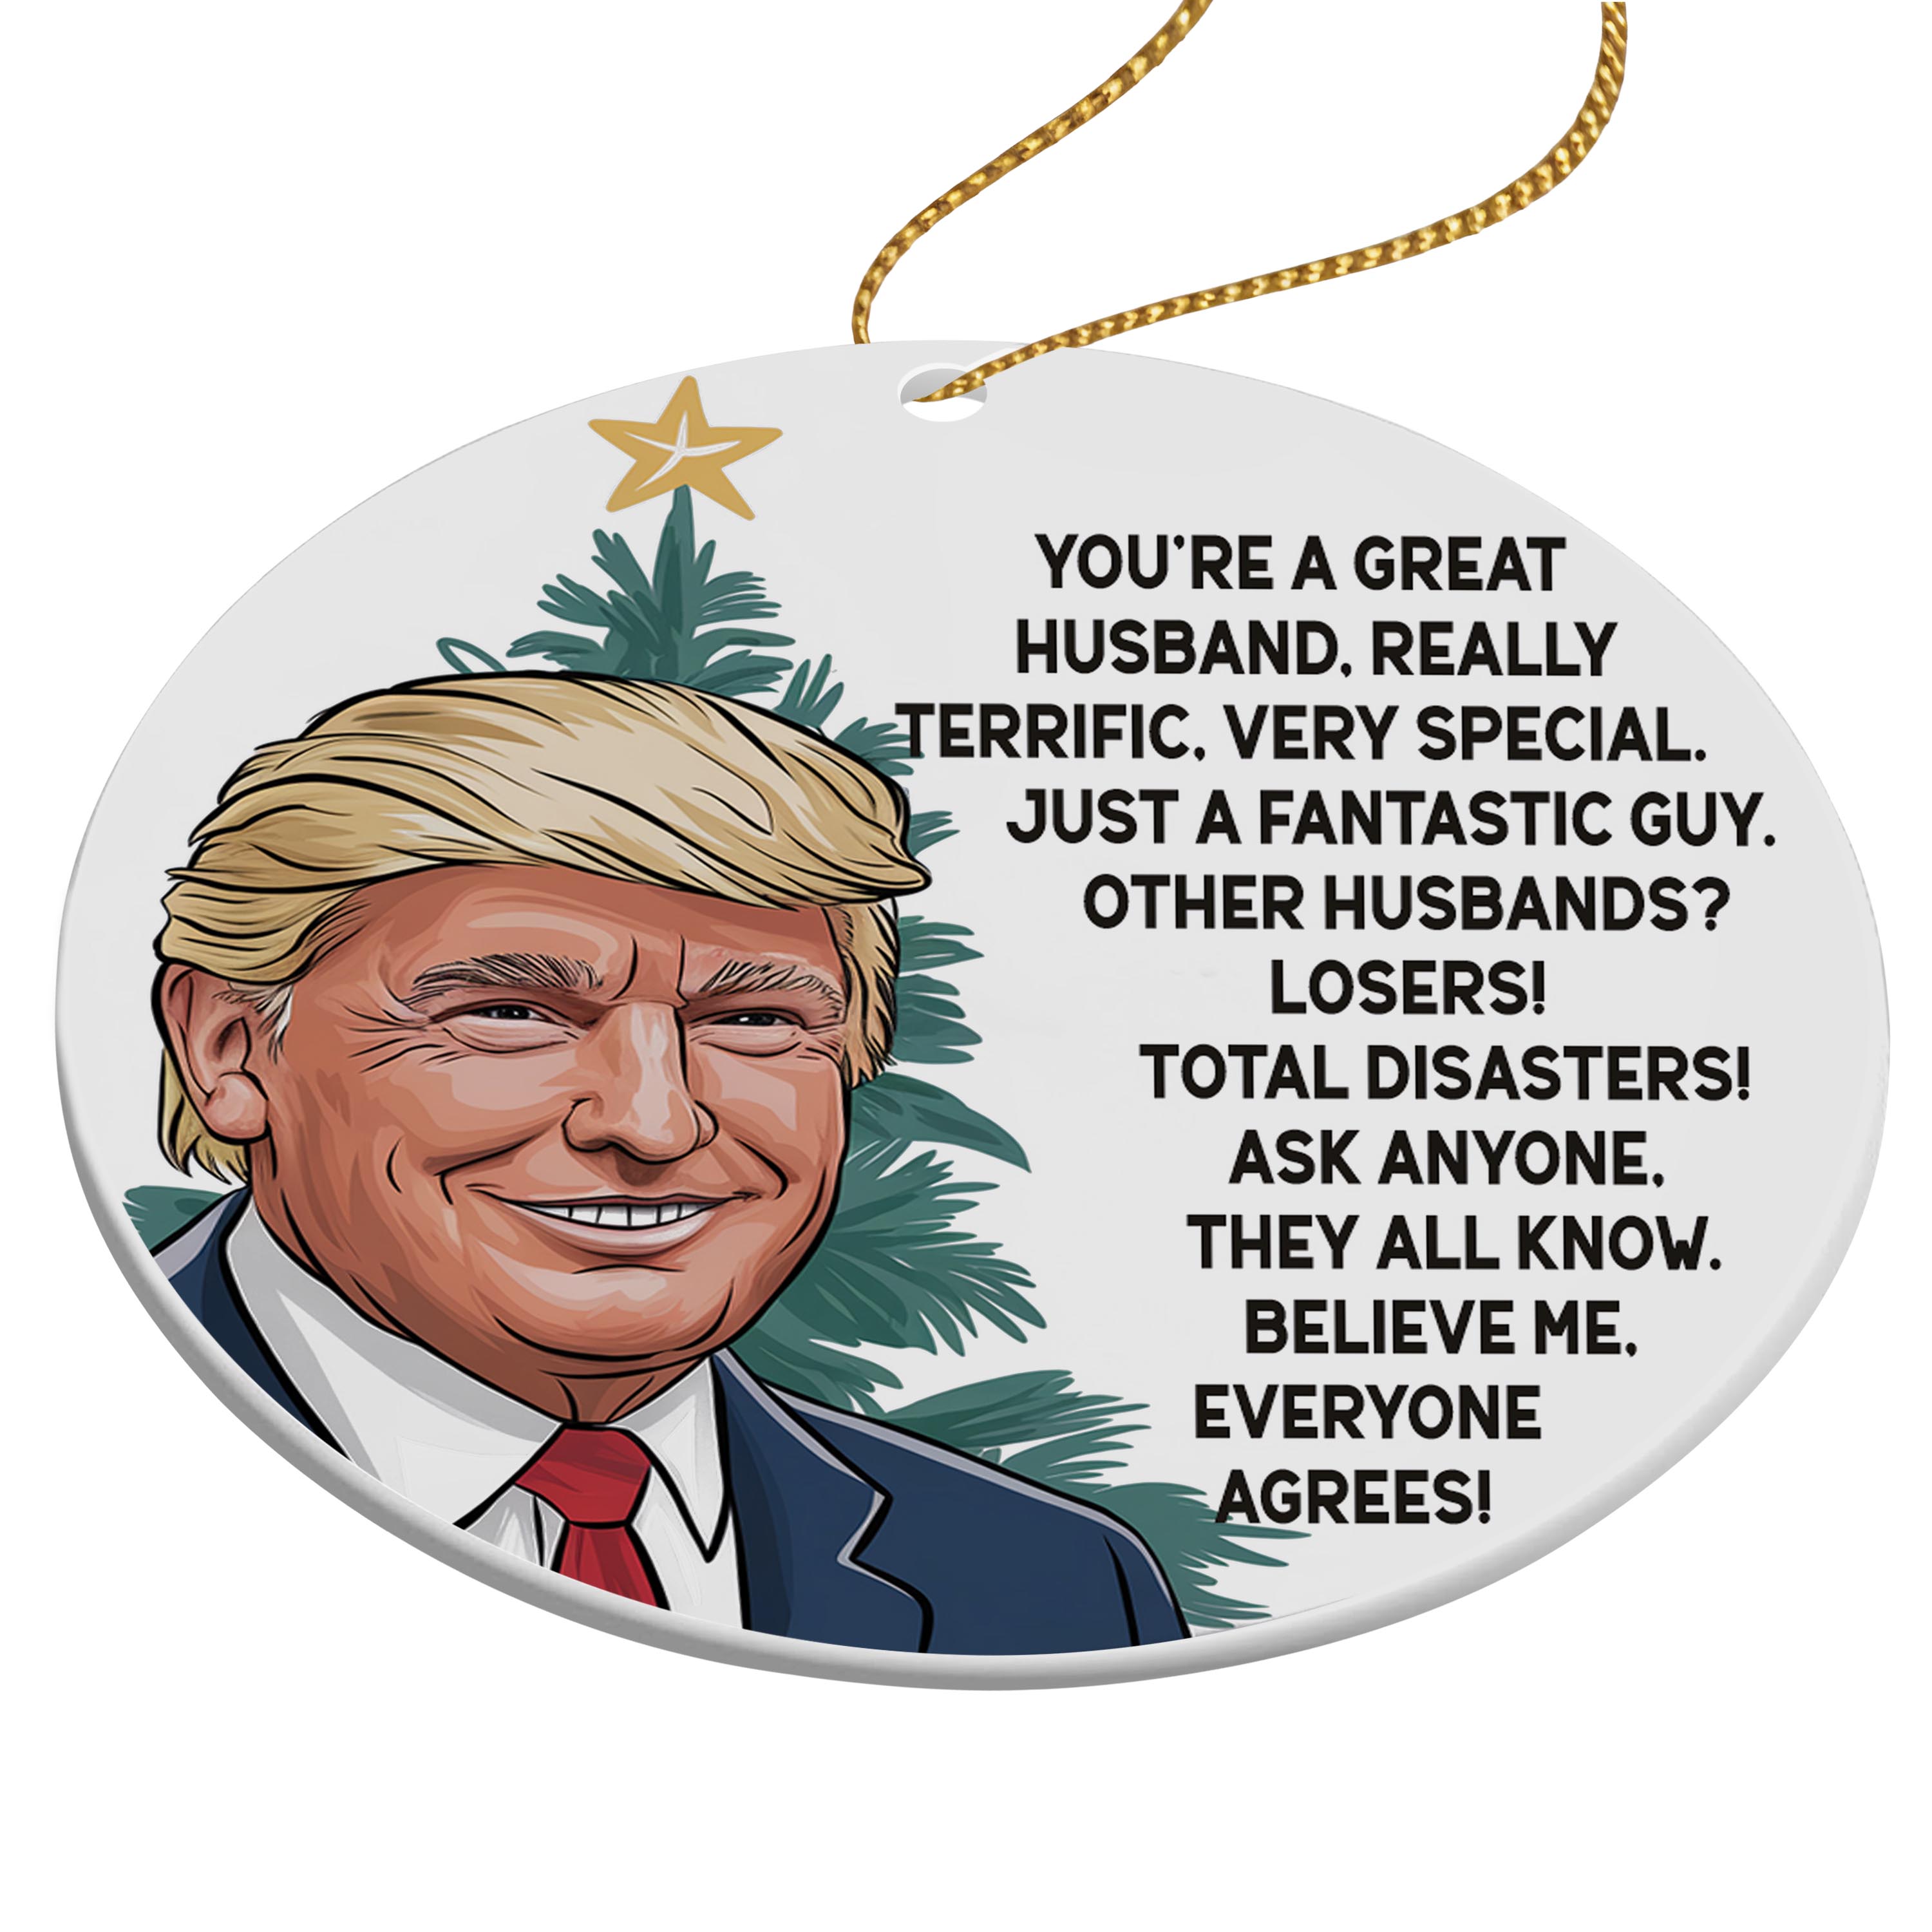 YOU'RE A GREAT
HUSBAND, REALLY
TERRIFIC, VERY SPECIAL.
JUST A FANTASTIC GUY.
OTHER HUSBANDS?
LOSERS!
TOTAL DISASTERS!
ASK ANYONE,
THEY ALL KNOW.
BELIEVE ME,
EVERYONE
AGREES!